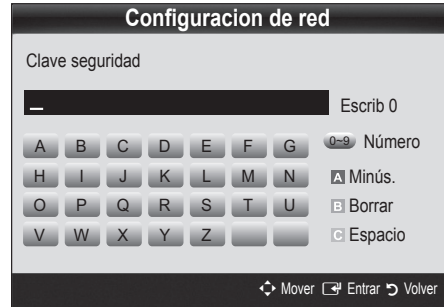 Configuracion de red
Clave seguridad
_
Escrib 0
A B C D E F G 0~9 Número
H I J K L M N A Minús.
O P Q R S T U B Borrar
V W X Y Z C Espacio
Mover Entrar Volver